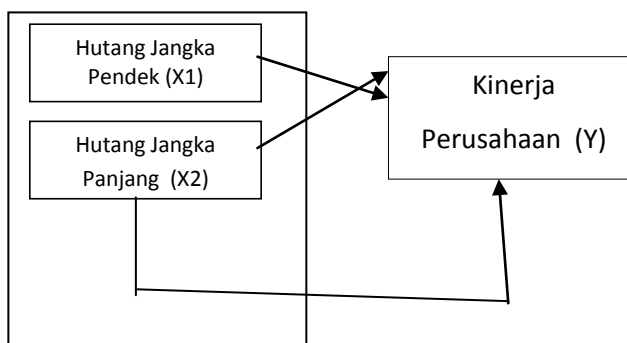 Hutang Jangka
Pendek (X1)
Hutang Jangka
Panjang (X2)
Kinerja
Perusahaan (Y)